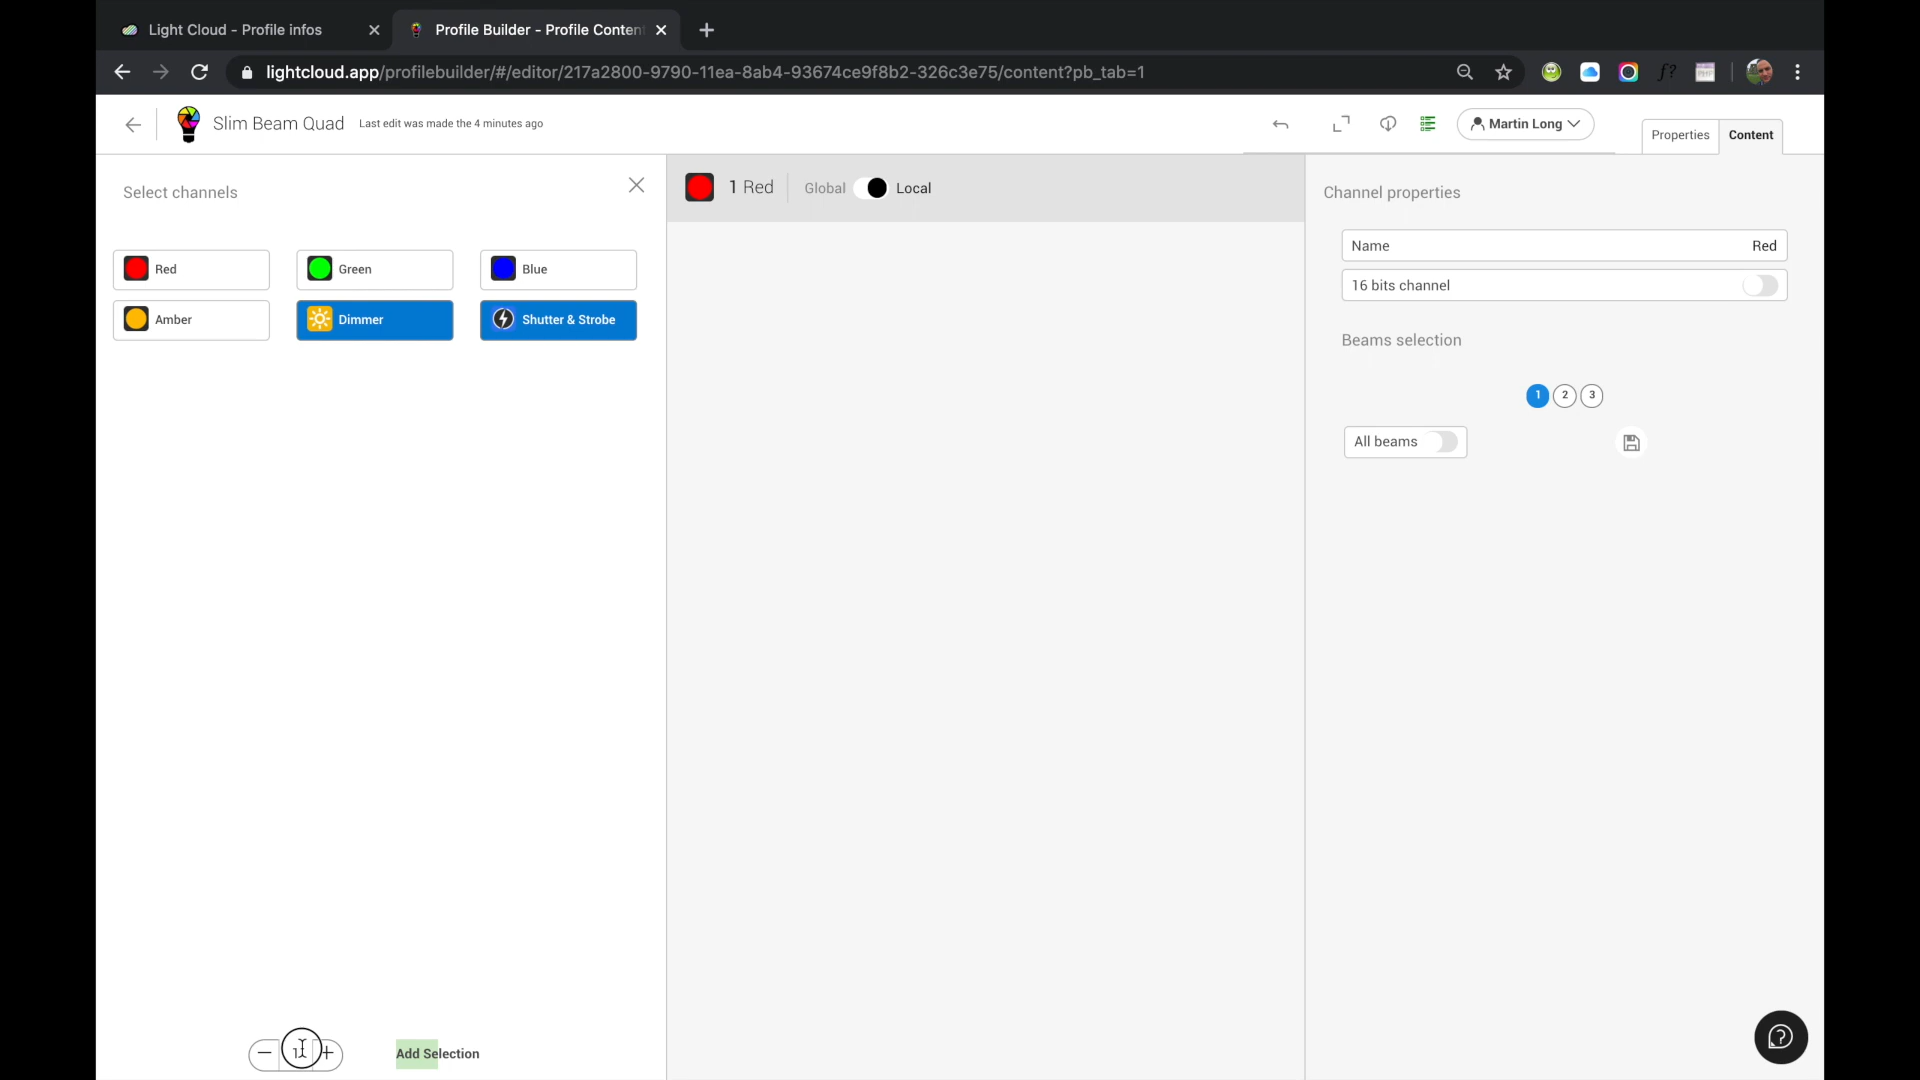 Light Cloud - Profile infos
Profile Builder - Profile Conten
lightcloud.app/profilebuilder/#/editor/217a2800-9790-11ea-8ab4-93674ce9f8b2-326c3e75/content?pb_tab=1
f?
Slim Beam Quad
Last edit was made the 4 minutes ago
Martin Long
Properties
Content
Select channels
1 Red
Global
Local
Channel properties
Red
Green
Blue
Amber
Dimmer
Shutter & Strobe
Name
Red
16 bits channel
Beams selection
1
2
3
All beams
Add Selection